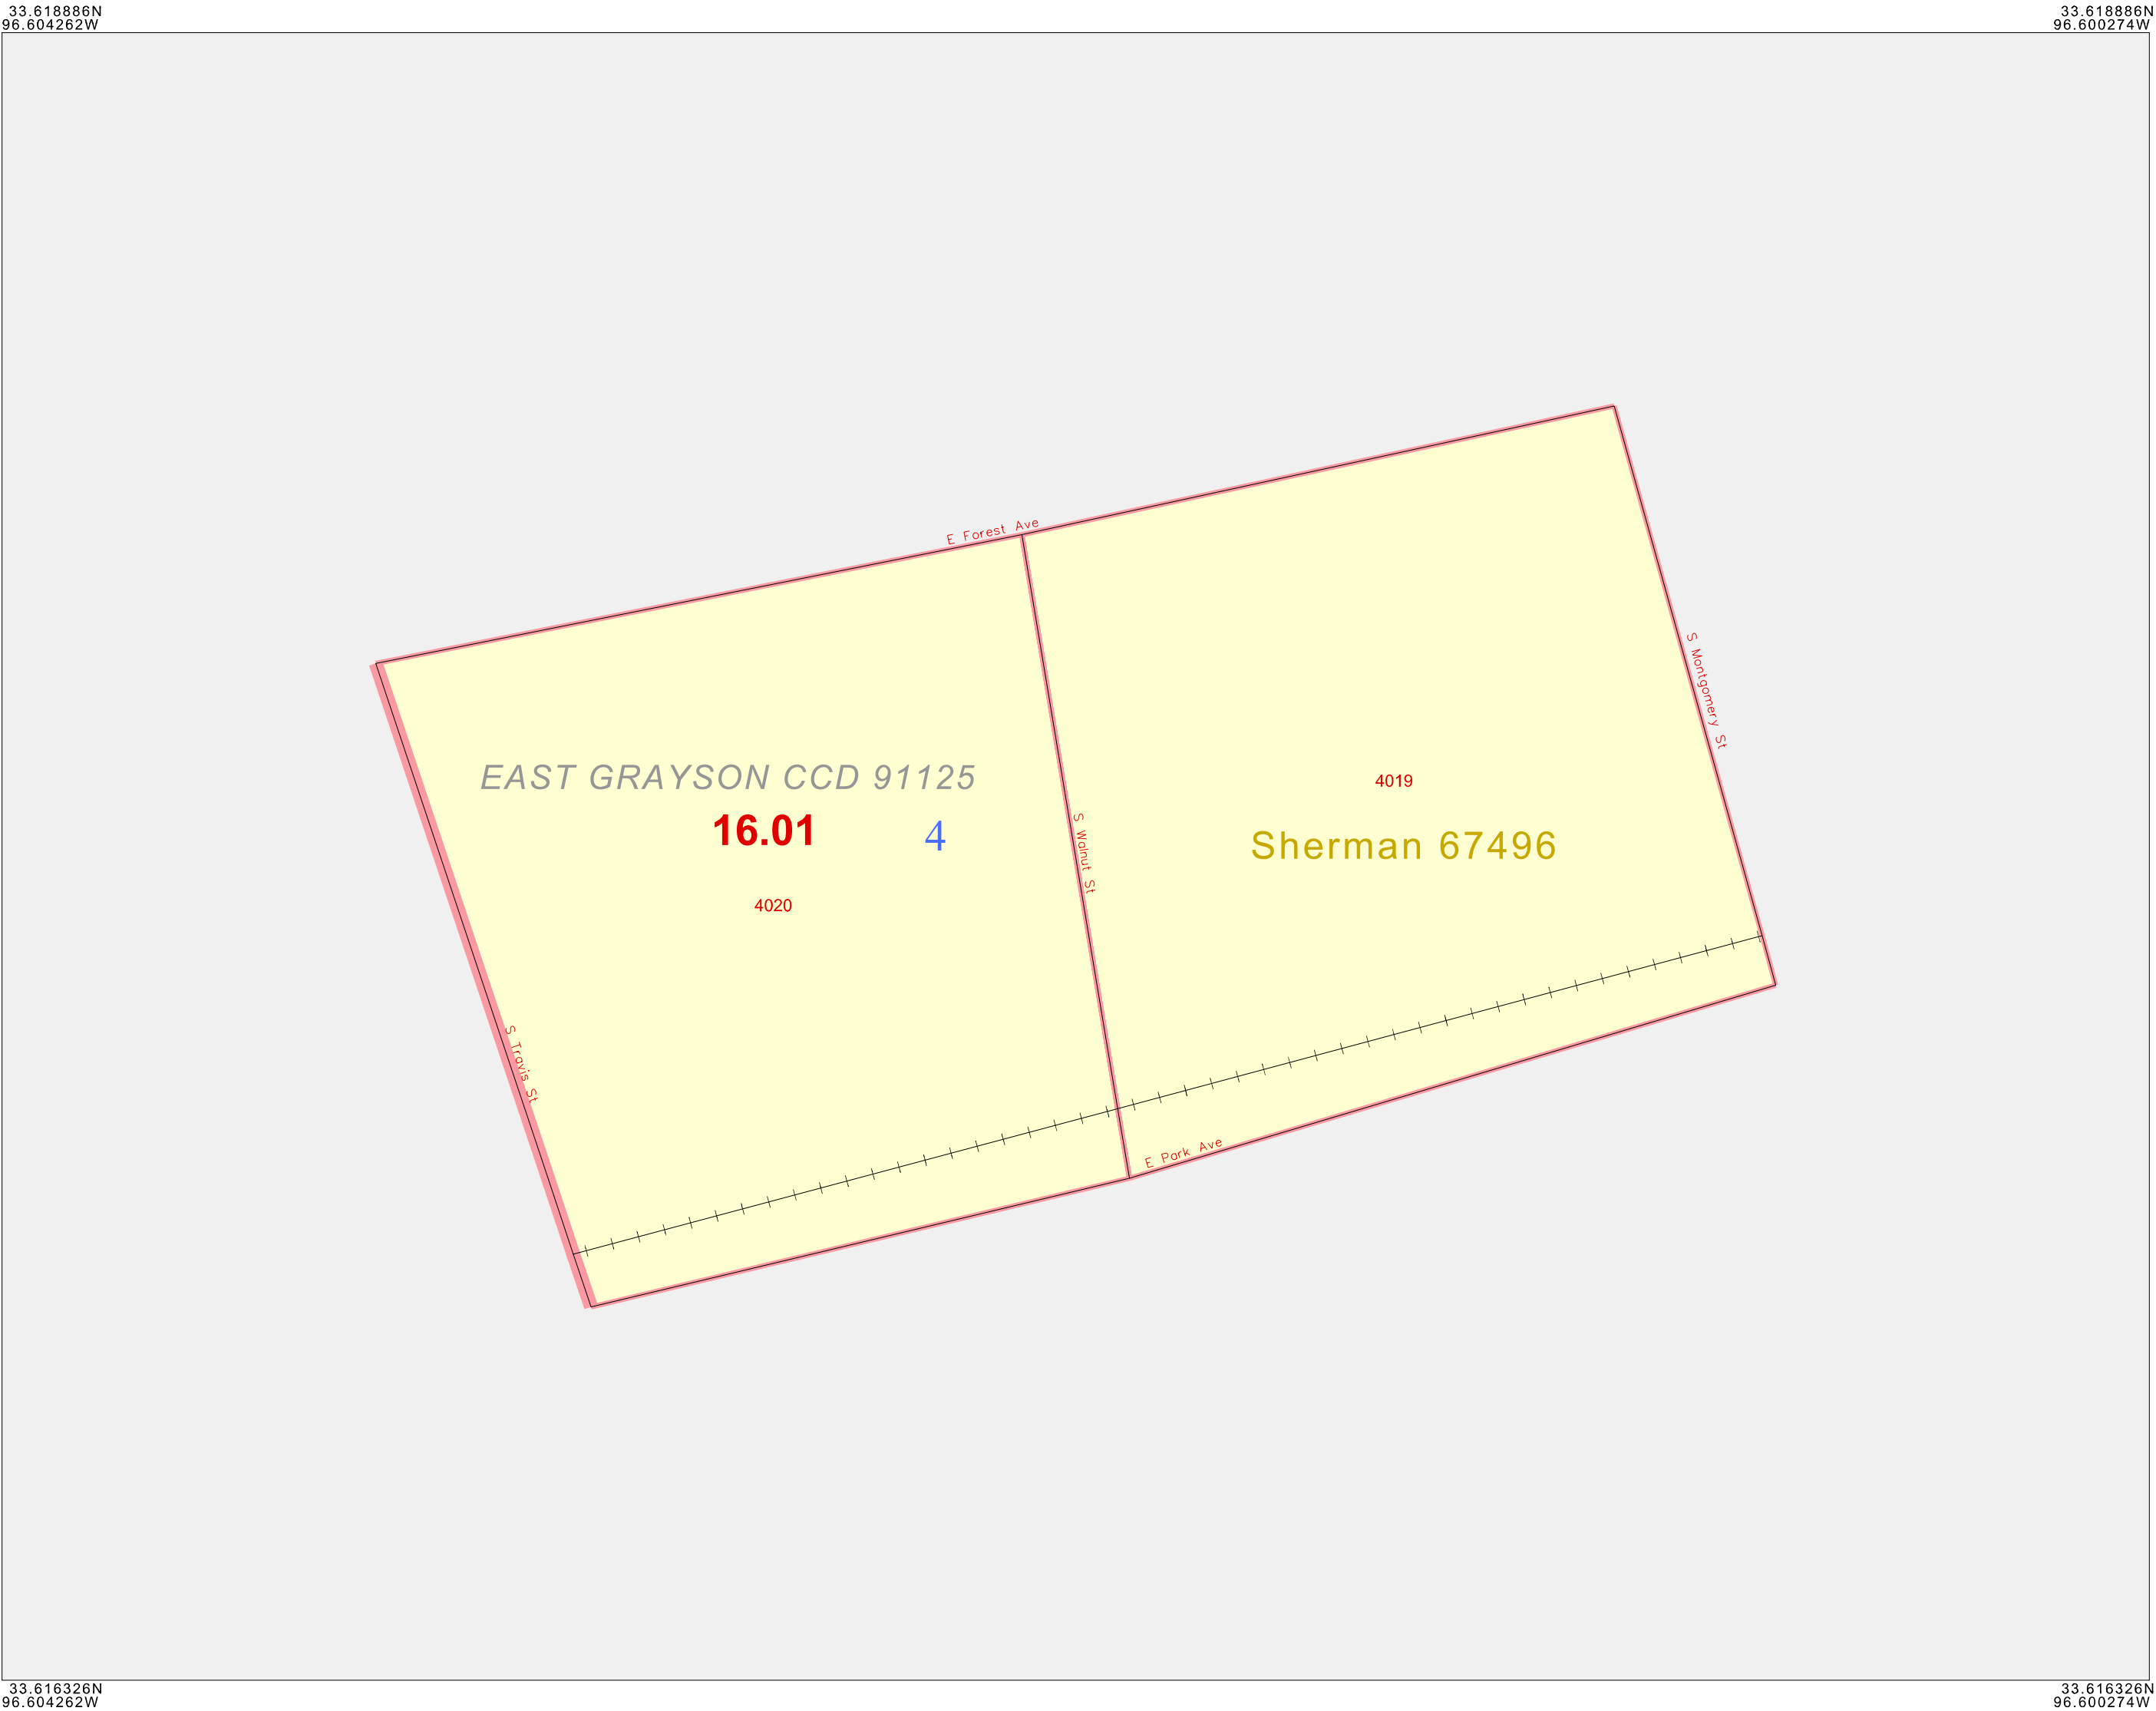 33.618886N
96.604262W
33.618886N
96.600274W
E Forest Ave
S Montgomery St
EAST GRAYSON CCD 91125
16.01
4
4019
Sherman 67496
S Walnut St
4020
S Travis St
E Park Ave
33.616326N
96.604262W
33.616326N
96.600274W